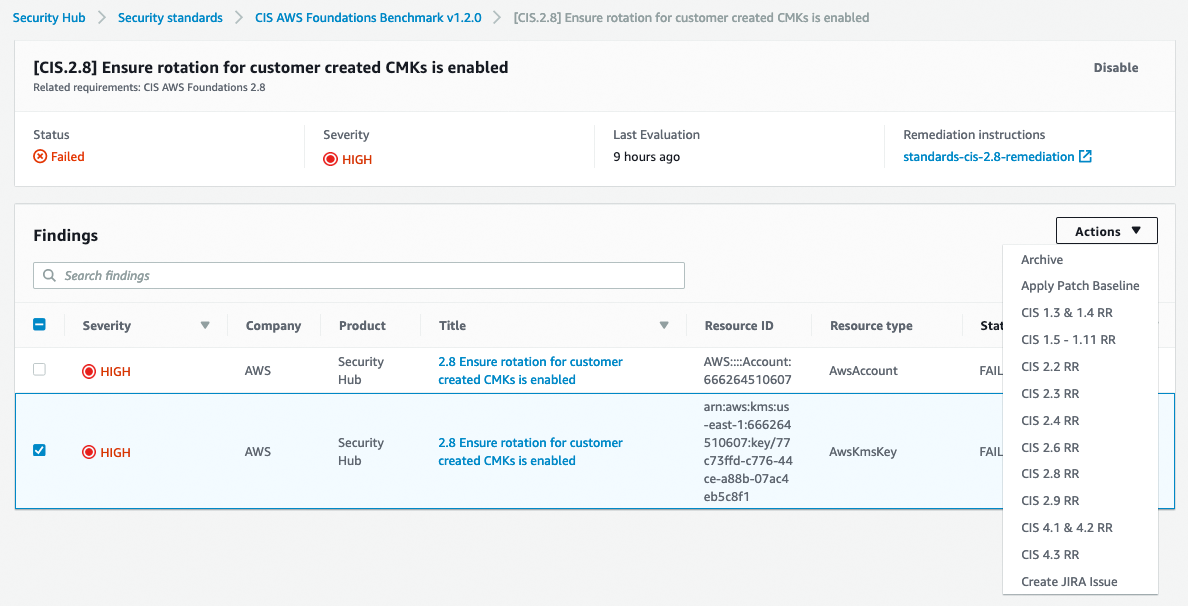 Security Hub > Security standards > CIS AWS Foundations Benchmark v1.2.0 > [CIS.2.8] Ensure rotation for customer created CMKs is enabled
[CIS.2.8] Ensure rotation for customer created CMKs is enabled
Disable
Related requirements: CIS AWS Foundations 2.8
Status
Failed
Severity
HIGH
Last Evaluation
9 hours ago
Remediation instructions
standards-cis-2.8-remediation
Findings
Actions
Search findings
Severity
Company
Product
Title
Resource ID
Resource type
Stat
HIGH
AWS
Security
Hub
2.8 Ensure rotation for customer
created CMKs is enabled
AWS::::Account:
666264510607
AwsAccount
FAIL
HIGH
AWS
Security
Hub
2.8 Ensure rotation for customer
created CMKs is enabled
arn:aws:kms:us
-east-1:666264
510607:key/77
c73ffd-c776-44
ce-a88b-07ac4
eb5c8f1
AwsKmsKey
FAIL
Archive
Apply Patch Baseline
CIS 1.3 & 1.4 RR
CIS 1.5 - 1.11 RR
CIS 2.2 RR
CIS 2.3 RR
CIS 2.4 RR
CIS 2.6 RR
CIS 2.8 RR
CIS 2.9 RR
CIS 4.1 & 4.2 RR
CIS 4.3 RR
Create JIRA Issue